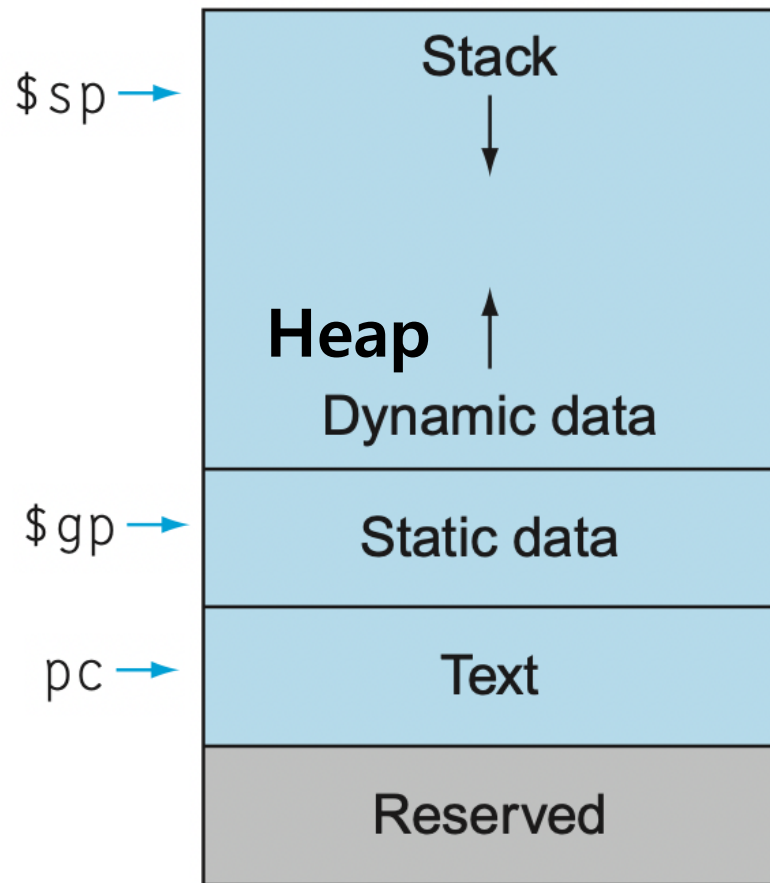 Stack
$sp
Heap
Dynamic data
$gp
Static data
pc
Text
Reserved